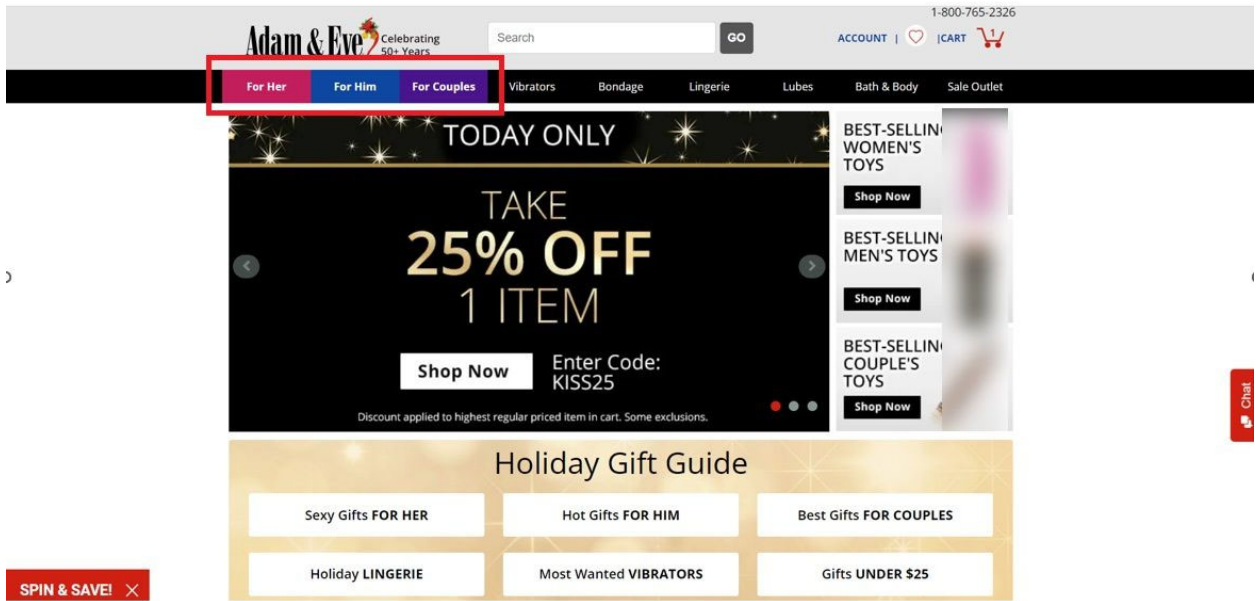 1-800-765-2326
Adam & Eve
Celebrating
50+ Years
Search
GO
ACCOUNT |
|CART
1
For Her
For Him
For Couples
Vibrators
Bondage
Lingerie
Lubes
Bath & Body
Sale Outlet
TODAY ONLY
TAKE
25% OFF
1 ITEM
Shop Now
Enter Code:
KISS25
Discount applied to highest regular priced item in cart. Some exclusions.
BEST-SELLIN
WOMEN'S
TOYS
Shop Now
BEST-SELLIN
MEN'S TOYS
Shop Now
BEST-SELLIN
COUPLE'S
TOYS
Shop Now
Chat
Holiday Gift Guide
Sexy Gifts FOR HER
Hot Gifts FOR HIM
Best Gifts FOR COUPLES
Holiday LINGERIE
Most Wanted VIBRATORS
Gifts UNDER $25
SPIN & SAVE!